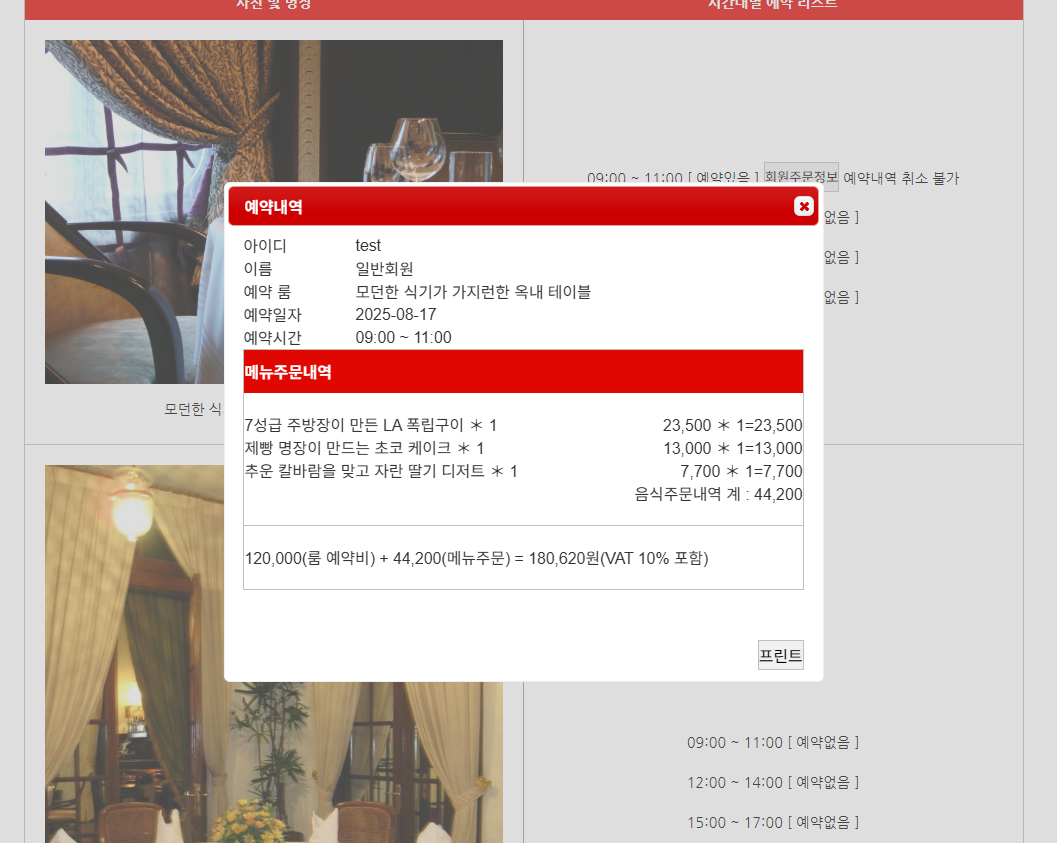 사진 및 명칭
시간대별 예약 리스트
09:00 ~ 11:00 [ 예약있음 ] 회원주문정보 예약내역 취소 불가
없음 ]
없음 ]
없음 ]
모던한 식
예약내역
아이디 test
이름 일반회원
예약 룸 모던한 식기가 가지런한 옥내 테이블
예약일자 2025-08-17
예약시간 09:00 ~ 11:00
메뉴주문내역
7성급 주방장이 만든 LA 폭립구이 * 1 23,500 * 1=23,500
제빵 명장이 만드는 초코 케이크 * 1 13,000 * 1=13,000
추운 칼바람을 맞고 자란 딸기 디저트 * 1 7,700 * 1=7,700
음식주문내역 계 : 44,200
120,000(룸 예약비) + 44,200(메뉴주문) = 180,620원(VAT 10% 포함)
프린트
09:00 ~ 11:00 [ 예약없음 ]
12:00 ~ 14:00 [ 예약없음 ]
15:00 ~ 17:00 [ 예약없음 ]